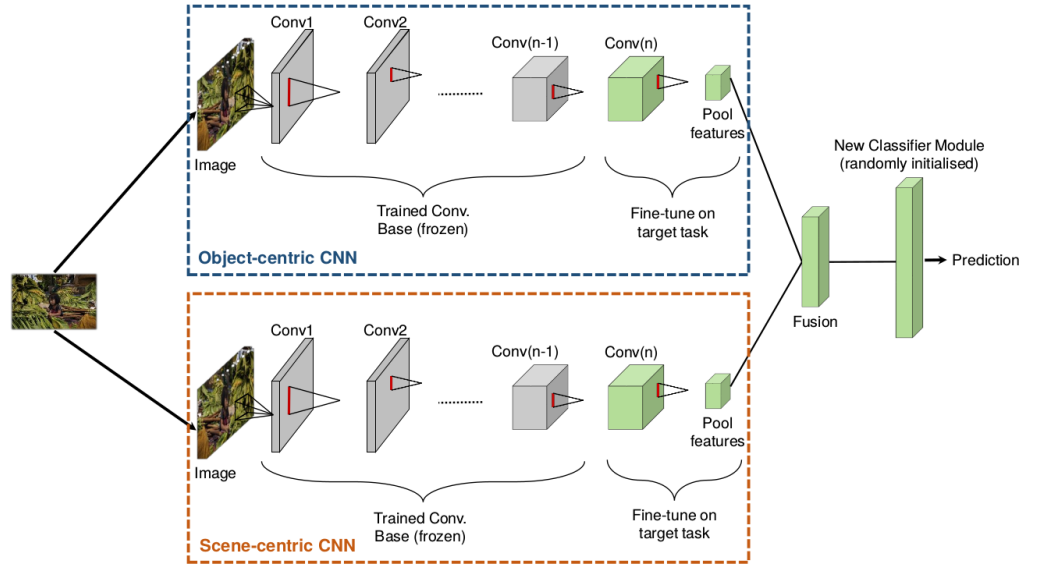 Conv1
Conv2
Conv(n-1)
Conv(n)
Pool
features
Image
Trained Conv.
Base (frozen)
Fine-tune on
target task
Object-centric CNN
New Classifier Module
(randomly initialised)
Fusion
Prediction
Conv1
Conv2
Conv(n-1)
Conv(n)
Pool
features
Image
Trained Conv.
Base (frozen)
Fine-tune on
target task
Scene-centric CNN